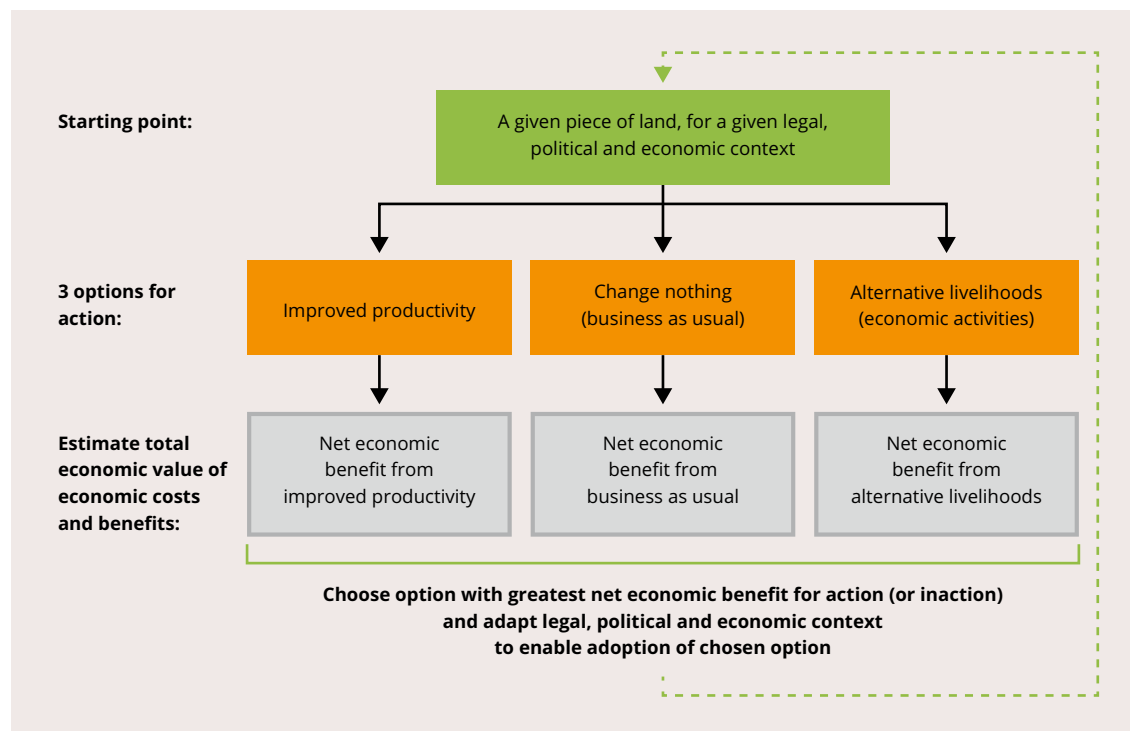 Starting point:
A given piece of land, for a given legal,
political and economic context
3 options for
action:
Improved productivity
Change nothing
(business as usual)
Alternative livelihoods
(economic activities)
Estimate total
economic value of
economic costs
and benefits:
Net economic
benefit from
improved productivity
Net economic
benefit from
business as usual
Net economic
benefit from
alternative livelihoods
Choose option with greatest net economic benefit for action (or inaction)
and adapt legal, political and economic context
to enable adoption of chosen option